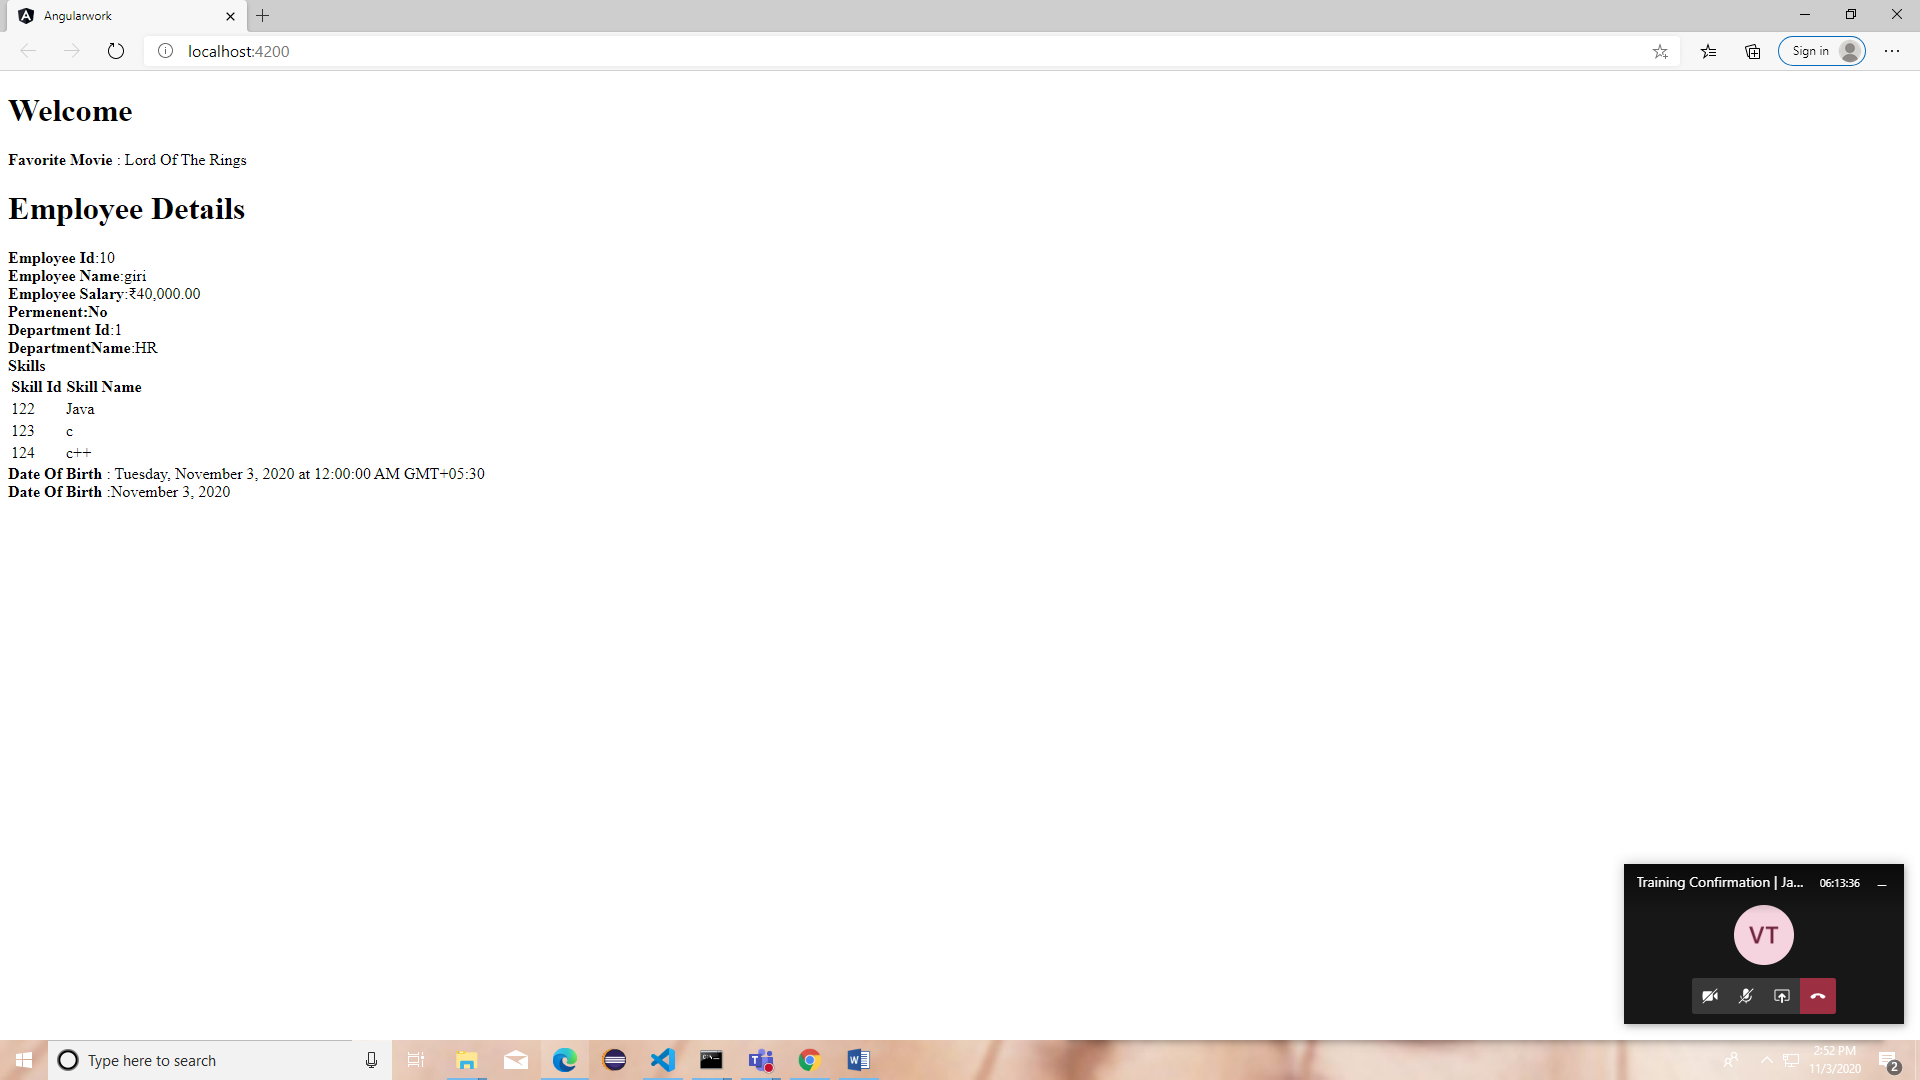 Angularwork
localhost:4200
Sign in
Welcome
Favorite Movie : Lord Of The Rings
Employee Details
Employee Id:10
Employee Name:giri
Employee Salary:₹40,000.00
Permenent:No
Department Id:1
DepartmentName:HR
Skills
Skill Id Skill Name
122 Java
123 c
124 c++
Date Of Birth : Tuesday, November 3, 2020 at 12:00:00 AM GMT+05:30
Date Of Birth :November 3, 2020
Training Confirmation | Ja... 06:13:36
VT
Type here to search
2:52 PM
11/3/2020
2